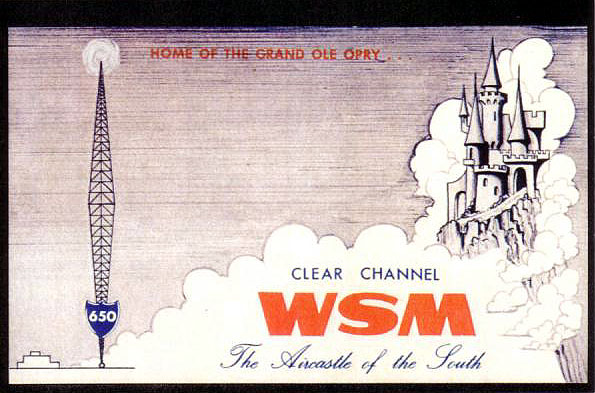 HOME OF THE GRAND OLE OPRY . . .
CLEAR CHANNEL
WSM
650
The Aircastle of the South